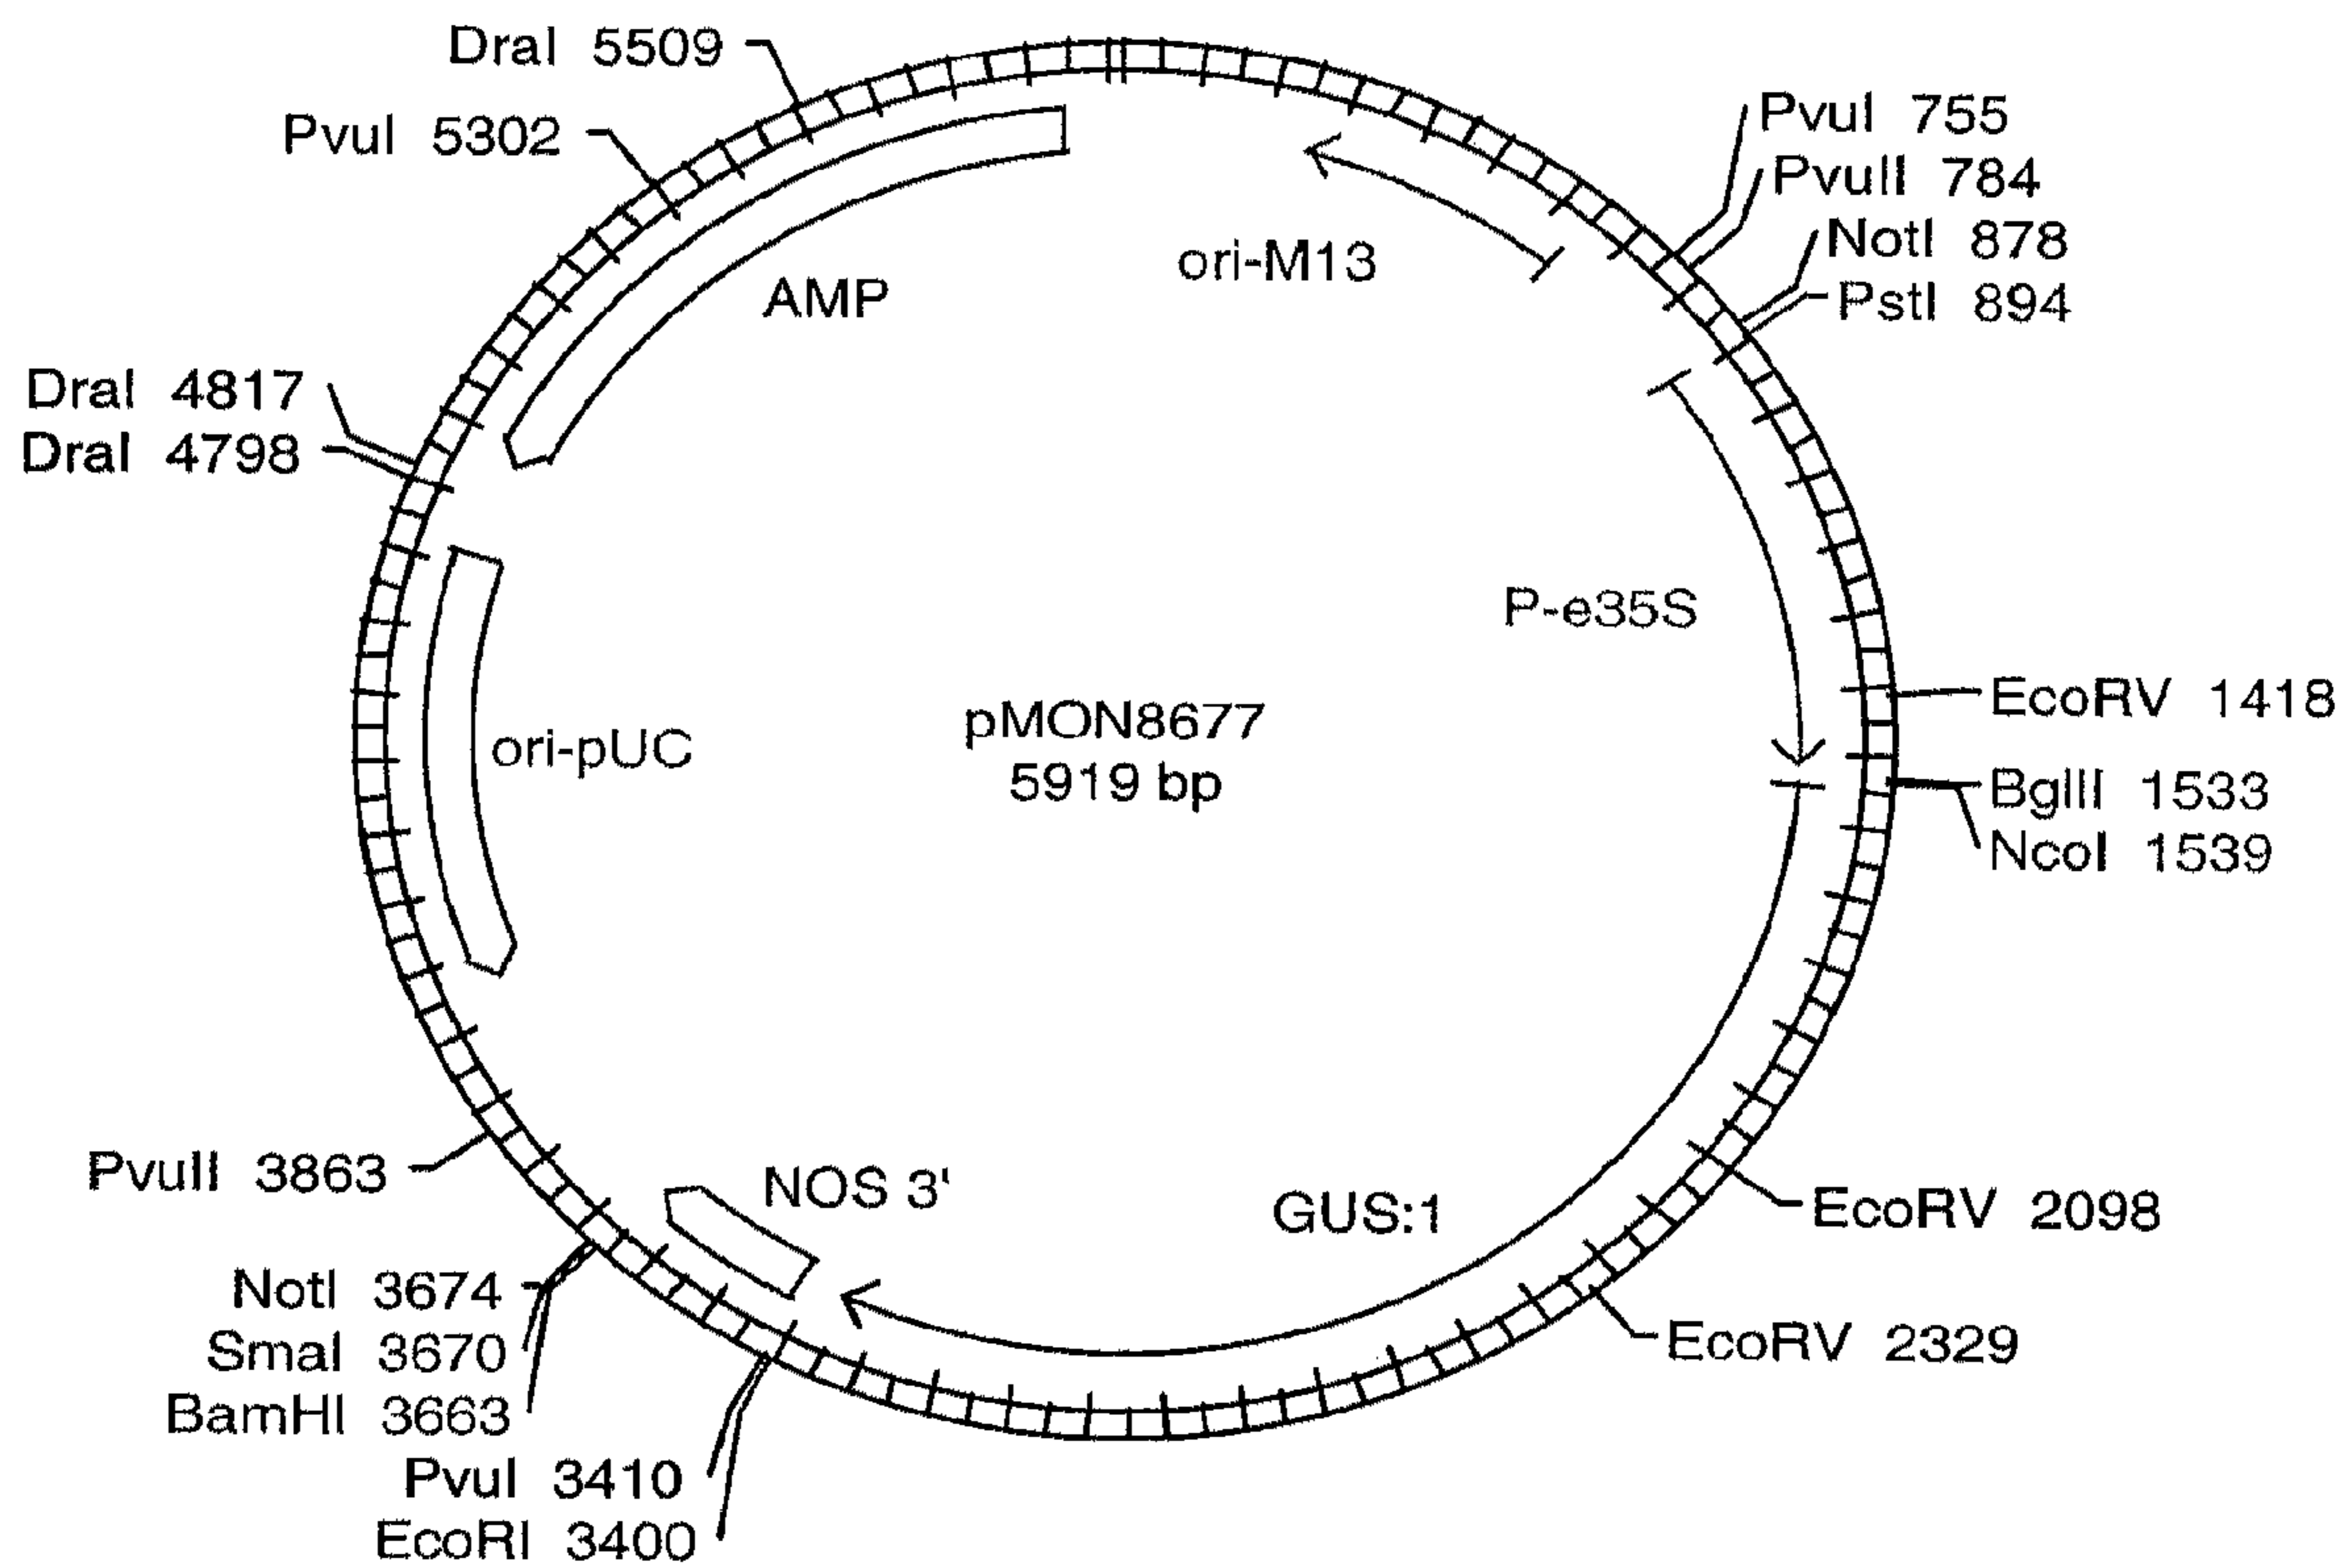 DraI 5509
PvuI 5302
PvuI 755
PvuII 784
NotI 878
PstI 894
ori-M13
AMP
DraI 4817
DraI 4798
P-e35S
EcoRV 1418
pMON8677
5919 bp
ori-pUC
BglII 1533
NcoI 1539
PvuII 3863
NOS 3'
GUS:1
EcoRV 2098
NotI 3674
SmaI 3670
BamHI 3663
EcoRV 2329
PvuI 3410
EcoRI 3400